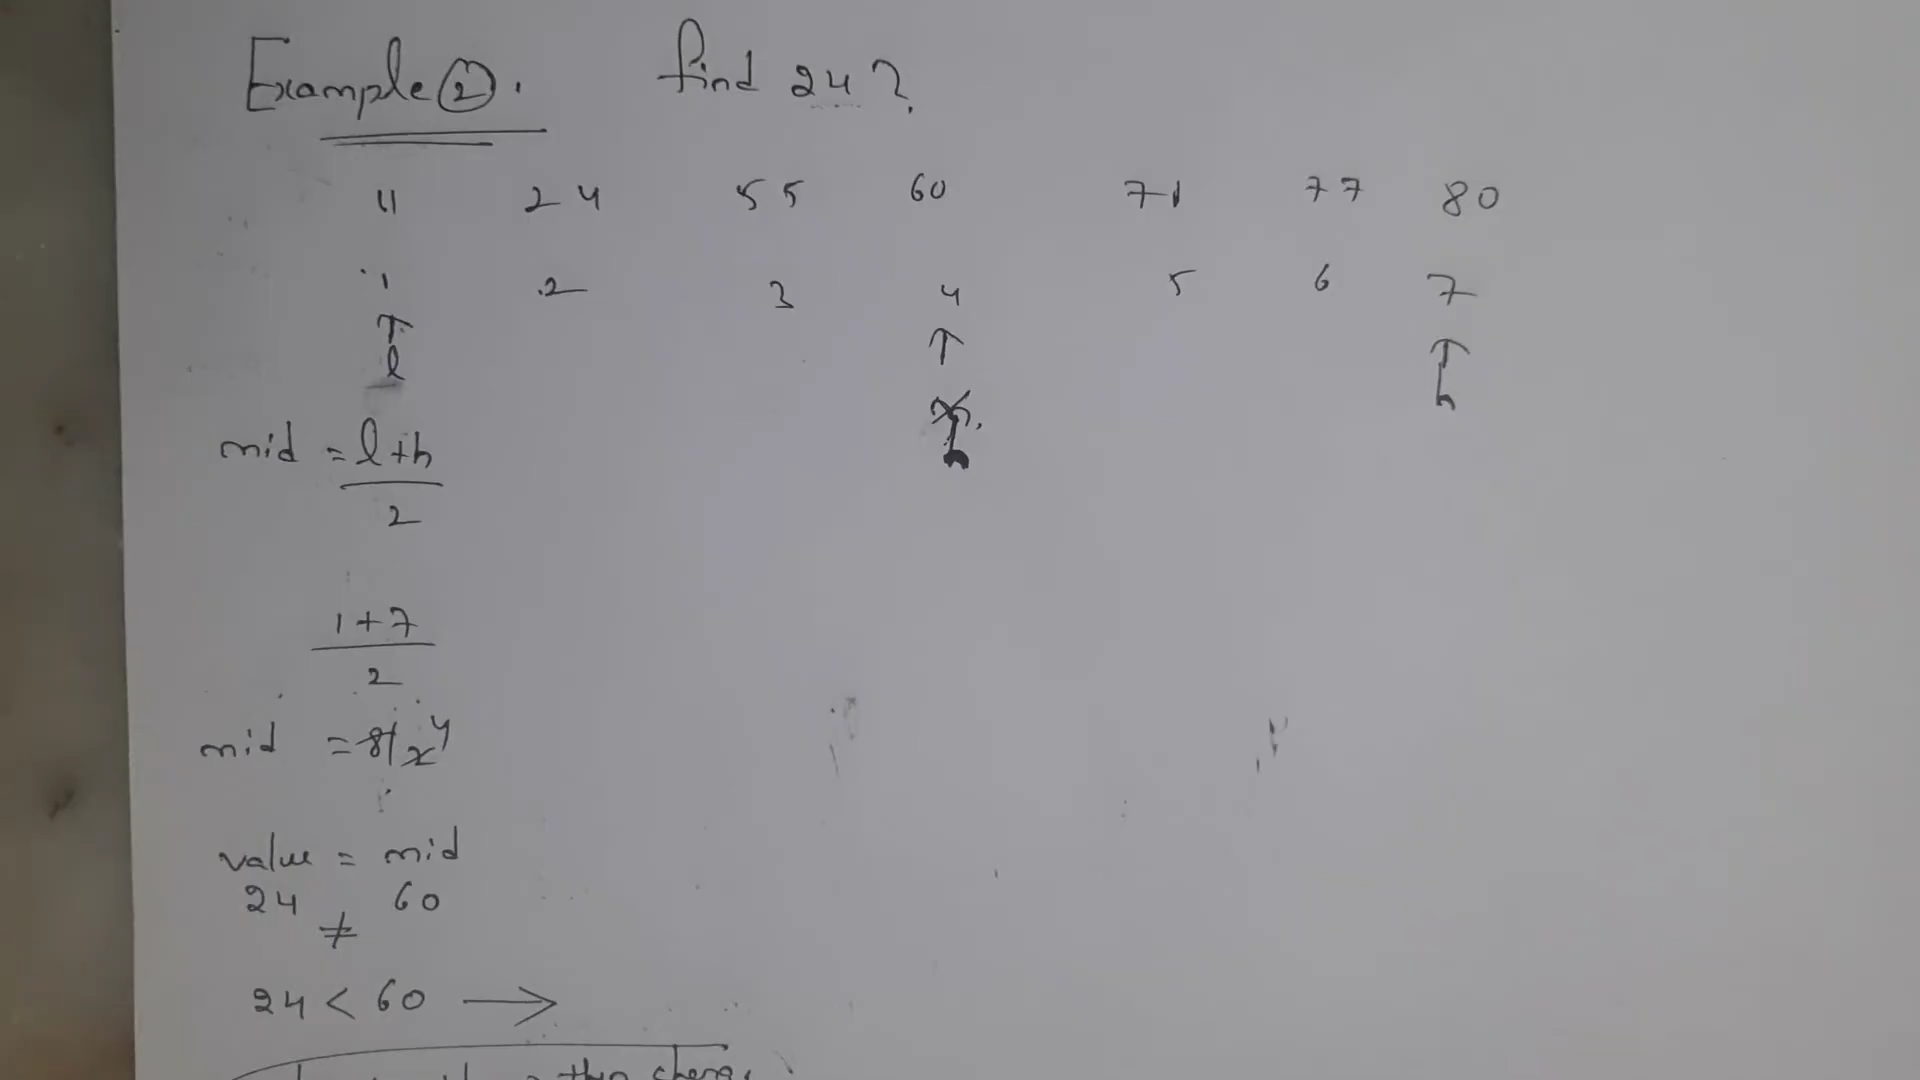 Example ②. find 24?
11 24 55 60 71 77 80
1 2 3 4 5 6 7
↑ ↑ ↑
l h h
mid = l+h
2
1+7
2
mid = 8/2 4
value = mid
24 ≠ 60
24 < 60 →